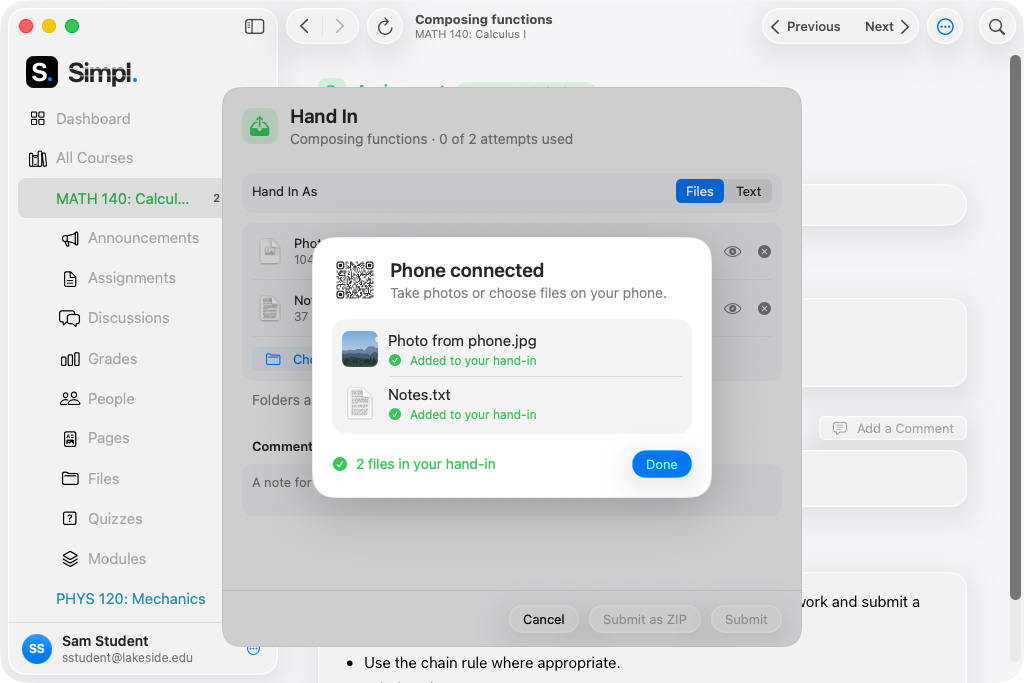 Composing functions
MATH 140: Calculus I
Previous
Next
S.
Simpl.
Dashboard
All Courses
MATH 140: Calcul...
2
Announcements
Assignments
Discussions
Grades
People
Pages
Files
Quizzes
Modules
PHYS 120: Mechanics
SS
Sam Student
sstudent@lakeside.edu
Hand In
Composing functions · 0 of 2 attempts used
Hand In As
Files
Text
37
Folders
Comment
A note for
Phone connected
Take photos or choose files on your phone.
Photo from phone.jpg
Added to your hand-in
Notes.txt
Added to your hand-in
2 files in your hand-in
Done
Cancel
Submit as ZIP
Submit
Add a Comment
and submit a
• Use the chain rule where appropriate.